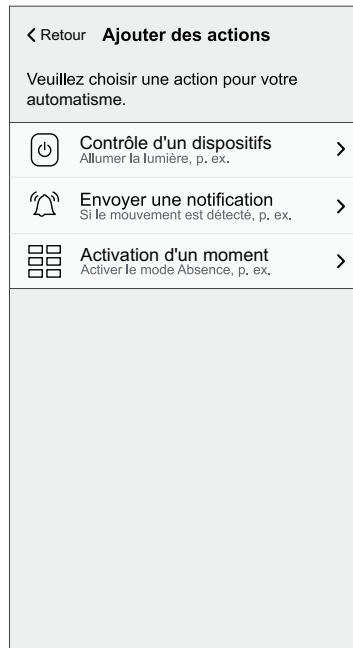 Retour Ajouter des actions
Veuillez choisir une action pour votre
automatisme.
Contrôle d'un dispositifs
Allumer la lumière, p. ex.
Envoyer une notification
Si le mouvement est détecté, p. ex.
Activation d'un moment
Activer le mode Absence, p. ex.